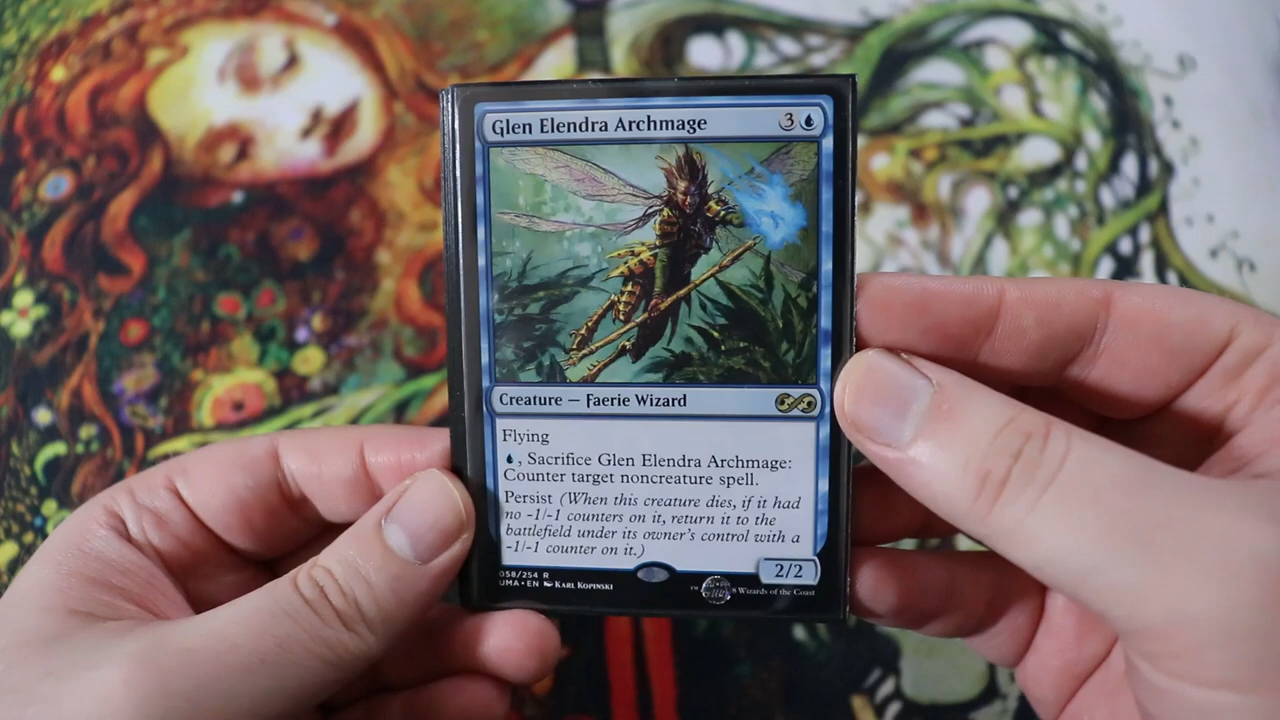 Glen Elendra Archmage 3
Creature — Faerie Wizard
Flying
, Sacrifice Glen Elendra Archmage:
Counter target noncreature spell.
Persist (When this creature dies, if it had
no -1/-1 counters on it, return it to the
battlefield under its owner's control with a
-1/-1 counter on it.)
2/2
058/254 R
UMA • EN Karl Kopinski
Wizards of the Coast